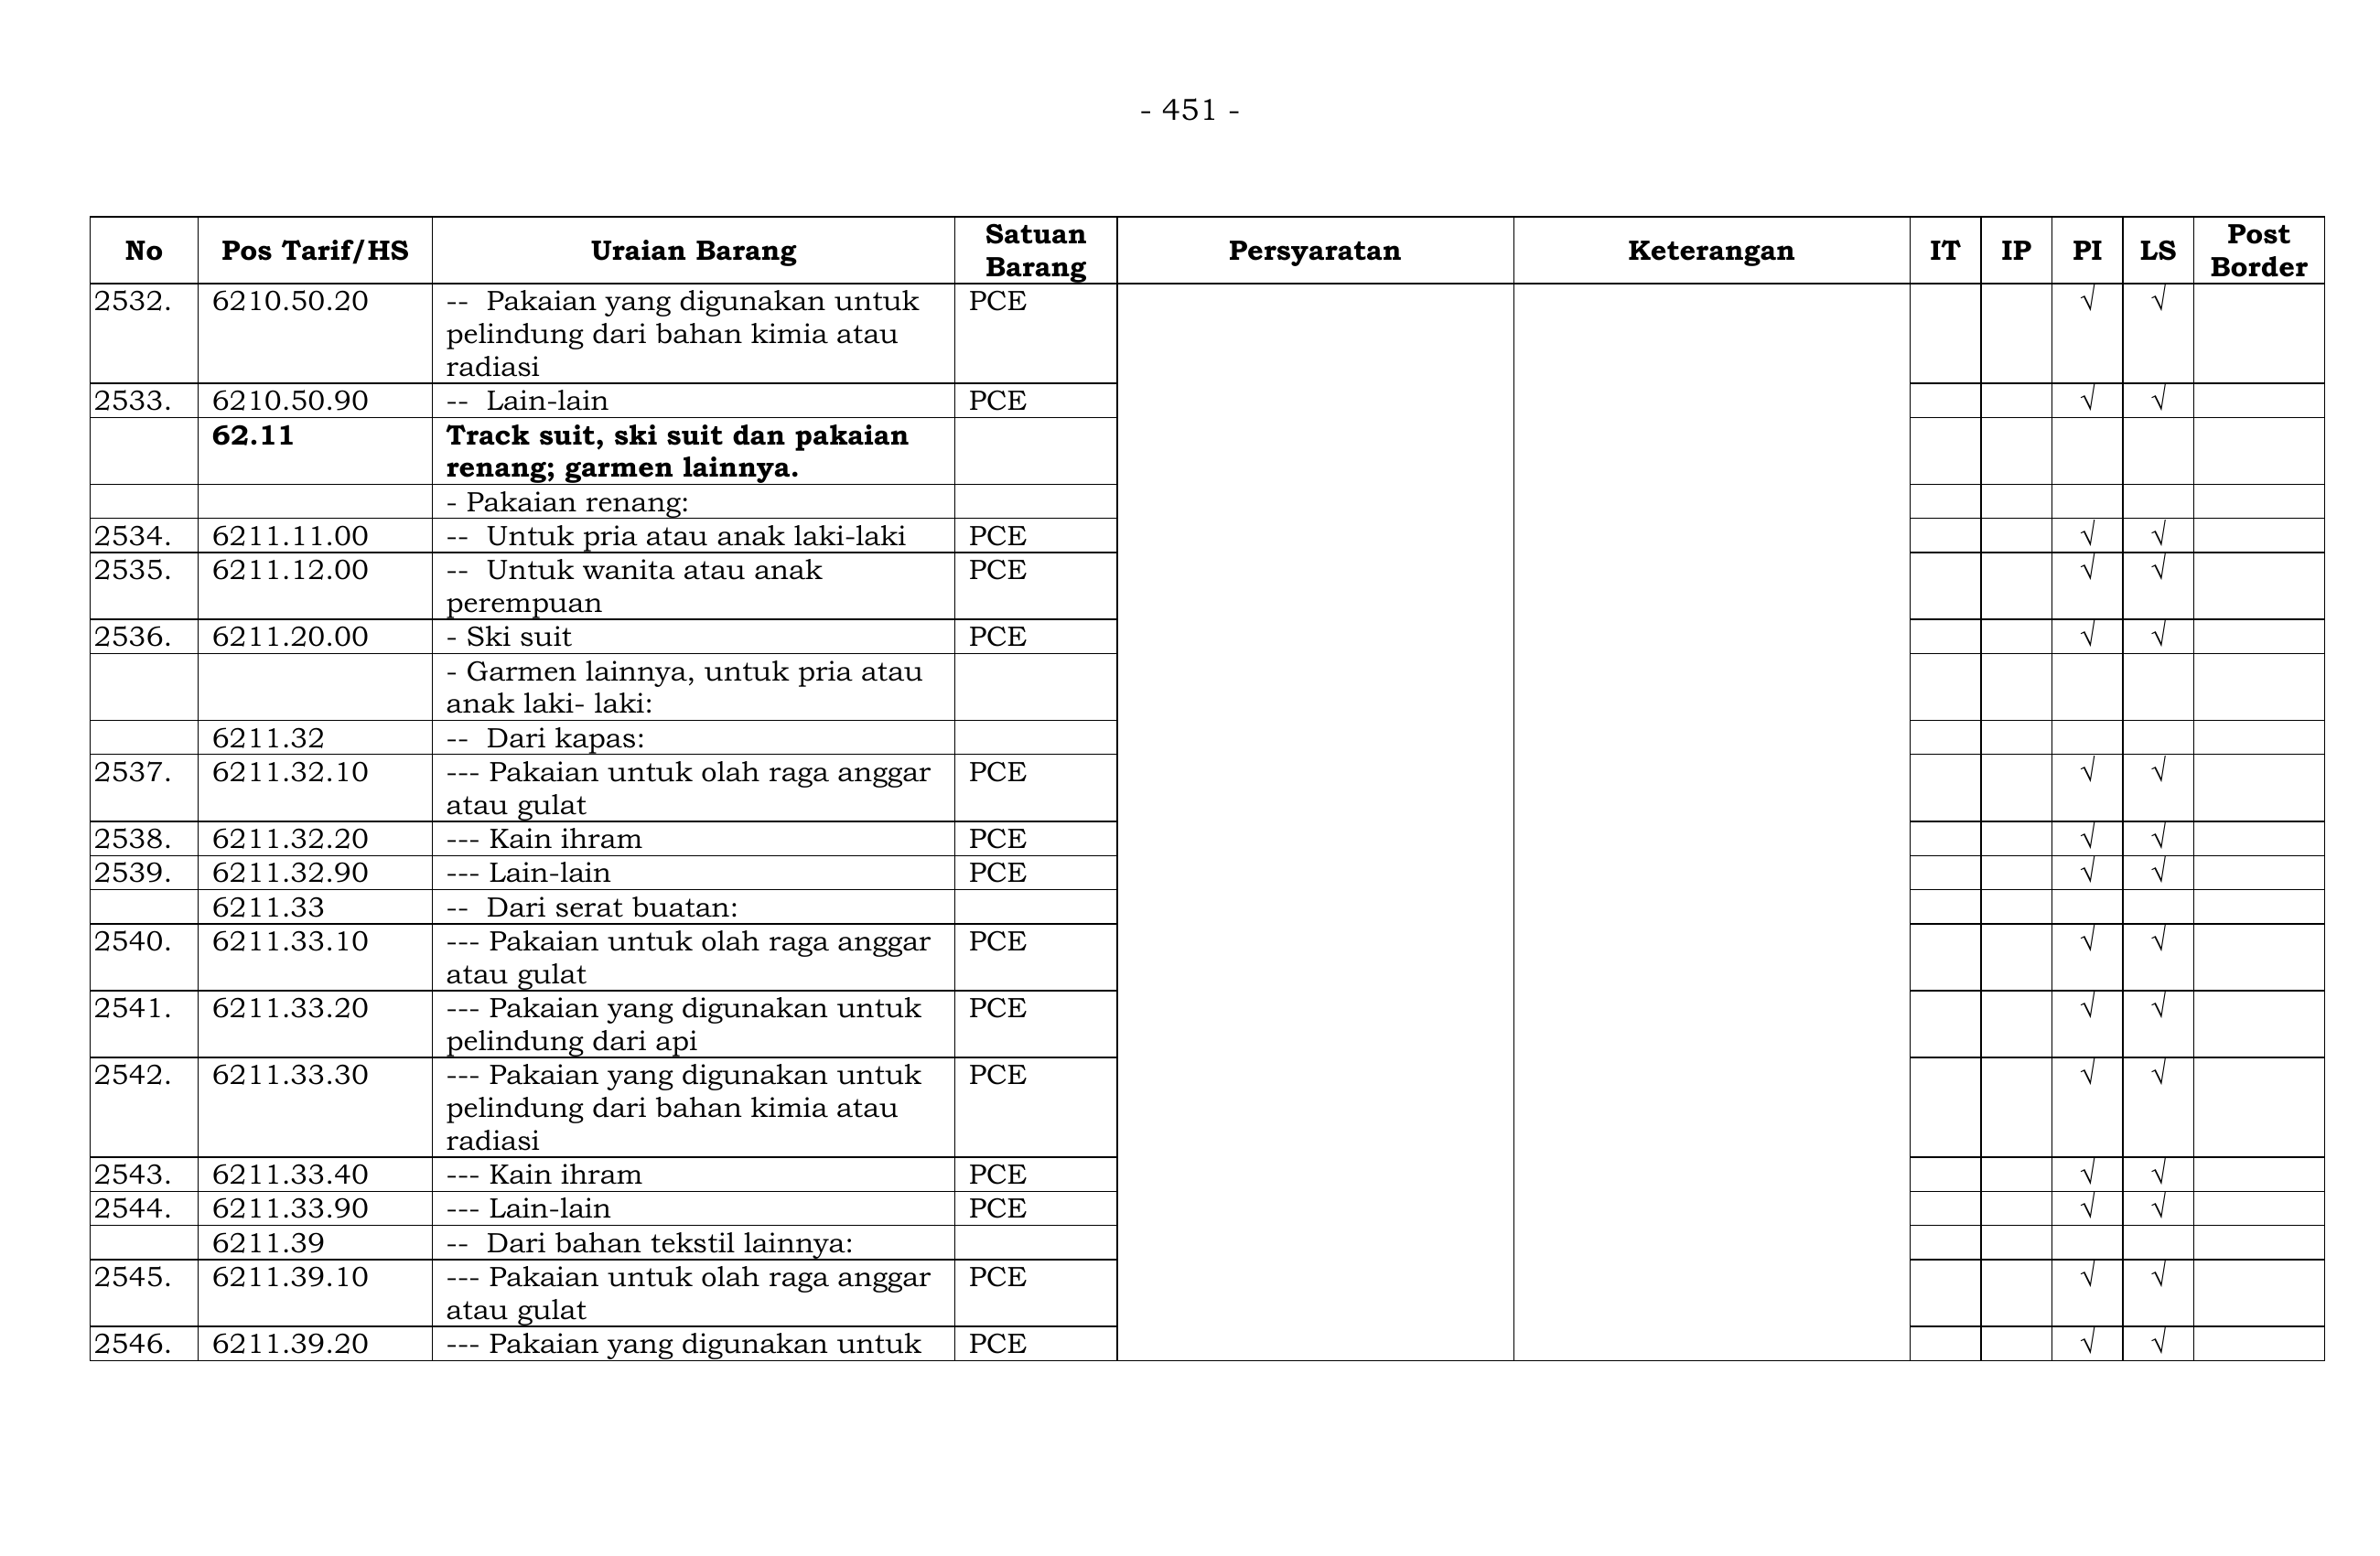 - 451 -
No Pos Tarif/HS Uraian Barang Satuan Barang Persyaratan Keterangan IT IP PI LS Post Border
2532. 6210.50.20 -- Pakaian yang digunakan untuk PCE √ √
pelindung dari bahan kimia atau
radiasi
2533. 6210.50.90 -- Lain-lain PCE √ √
62.11 Track suit, ski suit dan pakaian
renang; garmen lainnya.
- Pakaian renang:
2534. 6211.11.00 -- Untuk pria atau anak laki-laki PCE √ √
2535. 6211.12.00 -- Untuk wanita atau anak PCE √ √
perempuan
2536. 6211.20.00 - Ski suit PCE √ √
- Garmen lainnya, untuk pria atau
anak laki- laki:
6211.32 -- Dari kapas:
2537. 6211.32.10 --- Pakaian untuk olah raga anggar PCE √ √
atau gulat
2538. 6211.32.20 --- Kain ihram PCE √ √
2539. 6211.32.90 --- Lain-lain PCE √ √
6211.33 -- Dari serat buatan:
2540. 6211.33.10 --- Pakaian untuk olah raga anggar PCE √ √
atau gulat
2541. 6211.33.20 --- Pakaian yang digunakan untuk PCE √ √
pelindung dari api
2542. 6211.33.30 --- Pakaian yang digunakan untuk PCE √ √
pelindung dari bahan kimia atau
radiasi
2543. 6211.33.40 --- Kain ihram PCE √ √
2544. 6211.33.90 --- Lain-lain PCE √ √
6211.39 -- Dari bahan tekstil lainnya:
2545. 6211.39.10 --- Pakaian untuk olah raga anggar PCE √ √
atau gulat
2546. 6211.39.20 --- Pakaian yang digunakan untuk PCE √ √